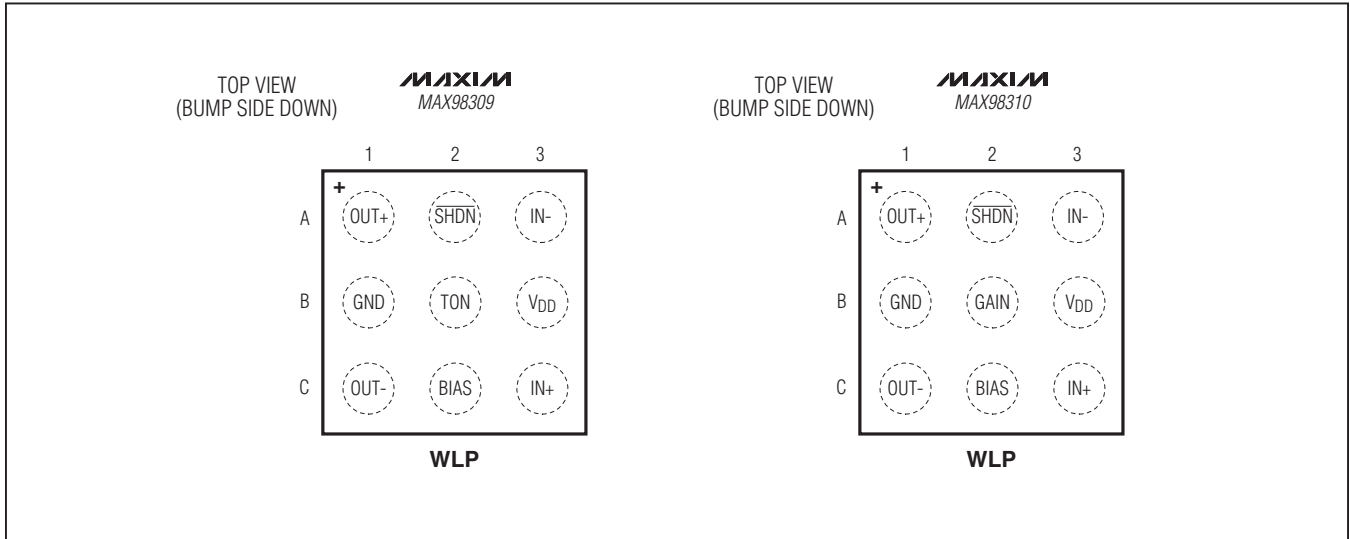 TOP VIEW
(BUMP SIDE DOWN)
MAXIM
MAX98309
1 2 3
+
A OUT+ SHDN IN-
B GND TON VDD
C OUT- BIAS IN+
WLP
TOP VIEW
(BUMP SIDE DOWN)
MAXIM
MAX98310
1 2 3
+
A OUT+ SHDN IN-
B GND GAIN VDD
C OUT- BIAS IN+
WLP